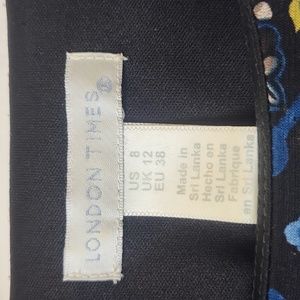 LONDON TIMES
US 8
UK 12
EU 38
Made in
Sri Lanka
Hecho en
Sri Lanka
Fabrique
en Sri Lanka